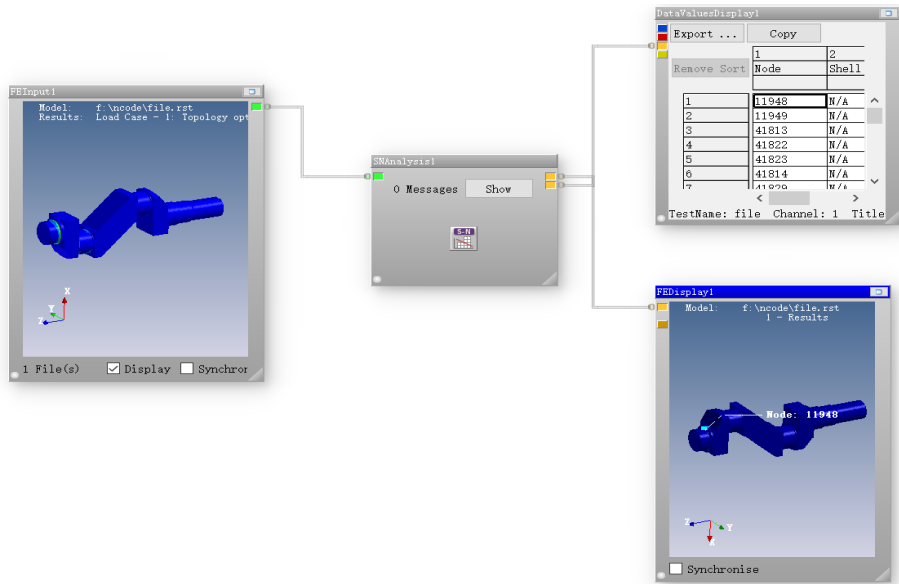 FEInput1
Model: f:\ncode\file.rst
Results: Load Case - 1: Topology opt
X
Y
Z
1 File(s) Display Synchror
SNAnalysis1
0 Messages Show
S-N
DataValuesDisplay1
Export ... Copy
1 2
Remove Sort Node Shell
1 11948 N/A
2 11949 N/A
3 41813 N/A
4 41822 N/A
5 41823 N/A
6 41814 N/A
7 41829 N/A
TestName: file Channel: 1 Title
FEDisplay1
Model: f:\ncode\file.rst
1 - Results
Node: 11948
Z
Y
X
Synchronise